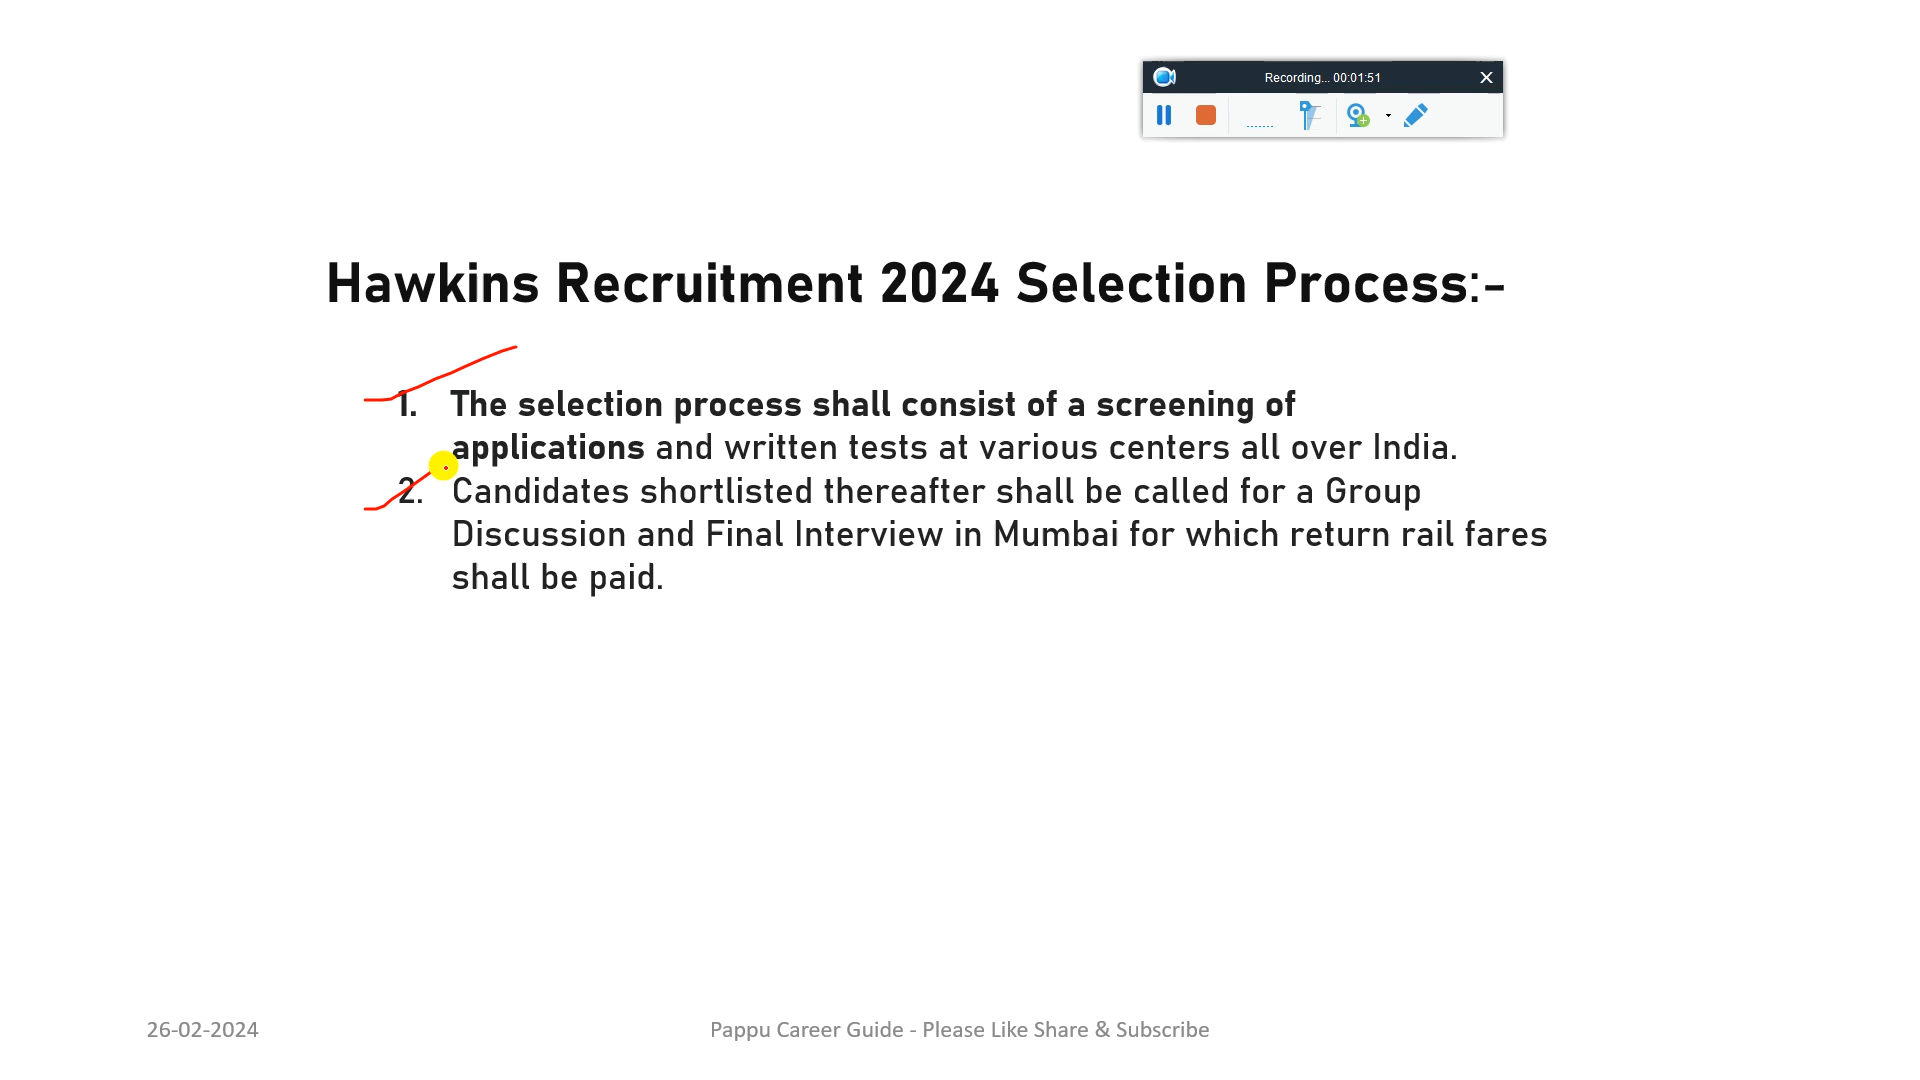 Recording... 00:01:51
Hawkins Recruitment 2024 Selection Process:-
1. The selection process shall consist of a screening of
applications and written tests at various centers all over India.
2. Candidates shortlisted thereafter shall be called for a Group
Discussion and Final Interview in Mumbai for which return rail fares
shall be paid.
26-02-2024
Pappu Career Guide - Please Like Share & Subscribe